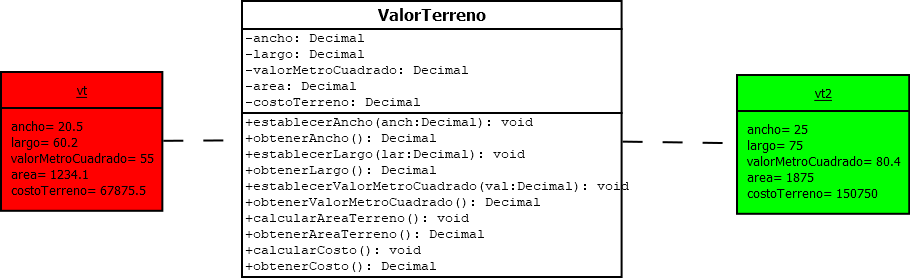 vt
ancho= 20.5
largo= 60.2
valorMetroCuadrado= 55
area= 1234.1
costoTerreno= 67875.5
ValorTerreno
-ancho: Decimal
-largo: Decimal
-valorMetroCuadrado: Decimal
-area: Decimal
-costoTerreno: Decimal
+establecerAncho(anch:Decimal): void
+obtenerAncho(): Decimal
+establecerLargo(lar:Decimal): void
+obtenerLargo(): Decimal
+establecerValorMetroCuadrado(val:Decimal): void
+obtenerValorMetroCuadrado(): Decimal
+calcularAreaTerreno(): void
+obtenerAreaTerreno(): Decimal
+calcularCosto(): void
+obtenerCosto(): Decimal
vt2
ancho= 25
largo= 75
valorMetroCuadrado= 80.4
area= 1875
costoTerreno= 150750